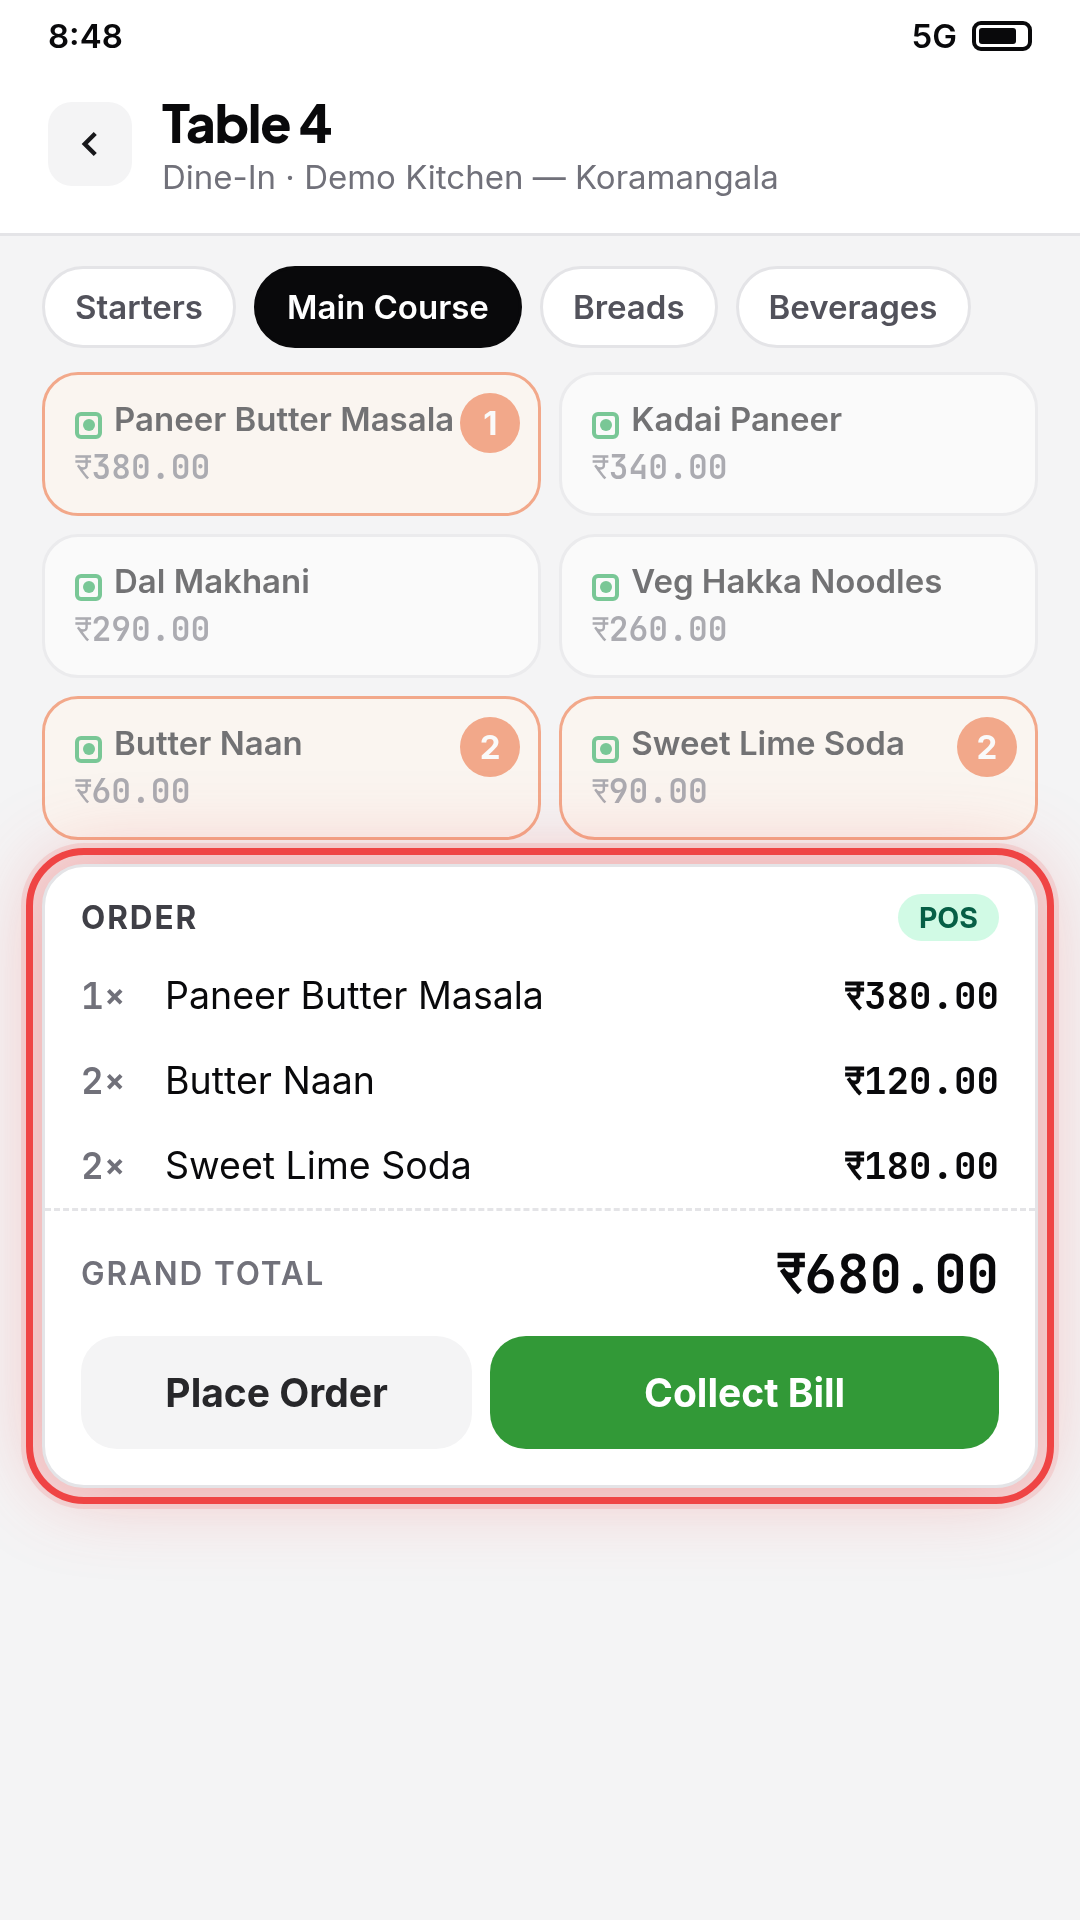 8:48
5G
Table 4
Dine-In · Demo Kitchen — Koramangala
Starters
Main Course
Breads
Beverages
Paneer Butter Masala
1
₹380.00
Kadai Paneer
₹340.00
Dal Makhani
₹290.00
Veg Hakka Noodles
₹260.00
Butter Naan
2
₹60.00
Sweet Lime Soda
2
₹90.00
ORDER
POS
1× Paneer Butter Masala ₹380.00
2× Butter Naan ₹120.00
2× Sweet Lime Soda ₹180.00
GRAND TOTAL ₹680.00
Place Order
Collect Bill